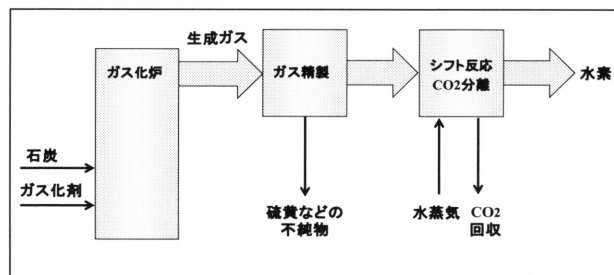 生成ガス
ガス化炉
ガス精製
シフト反応
CO2分離
水素
石炭
ガス化剤
硫黄などの
不純物
水蒸気
CO2
回収